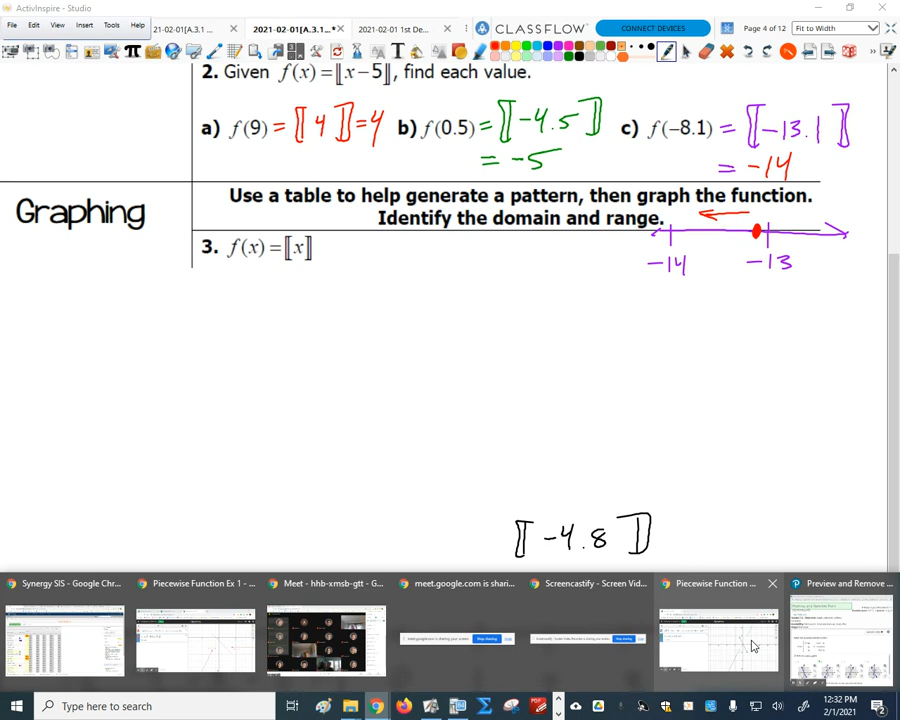 ActivInspire - Studio
File Edit View Insert Tools Help 21-02-01[A.3.1 2021-02-01[A.3.1...* 2021-02-01 1st De... CLASSFLOW CONNECT DEVICES Page 4 of 12 Fit to Width
2. Given f(x)=⟦x−5⟧, find each value.
a) f(9) = ⟦4⟧=4 b) f(0.5) = ⟦-4.5⟧ c) f(−8.1) = ⟦-13.1⟧
= -5 = -14
Graphing
Use a table to help generate a pattern, then graph the function.
Identify the domain and range.
3. f(x)=⟦x⟧
-14 -13
⟦-4.8⟧
Synergy SIS - Google Chr... Piecewise Function Ex 1 - ... Meet - hhb-xmsb-gtt - G... meet.google.com is shari... Screencastify - Screen Vid... Piecewise Function ... Preview and Remove ...
Type here to search
12:32 PM
2/1/2021
2